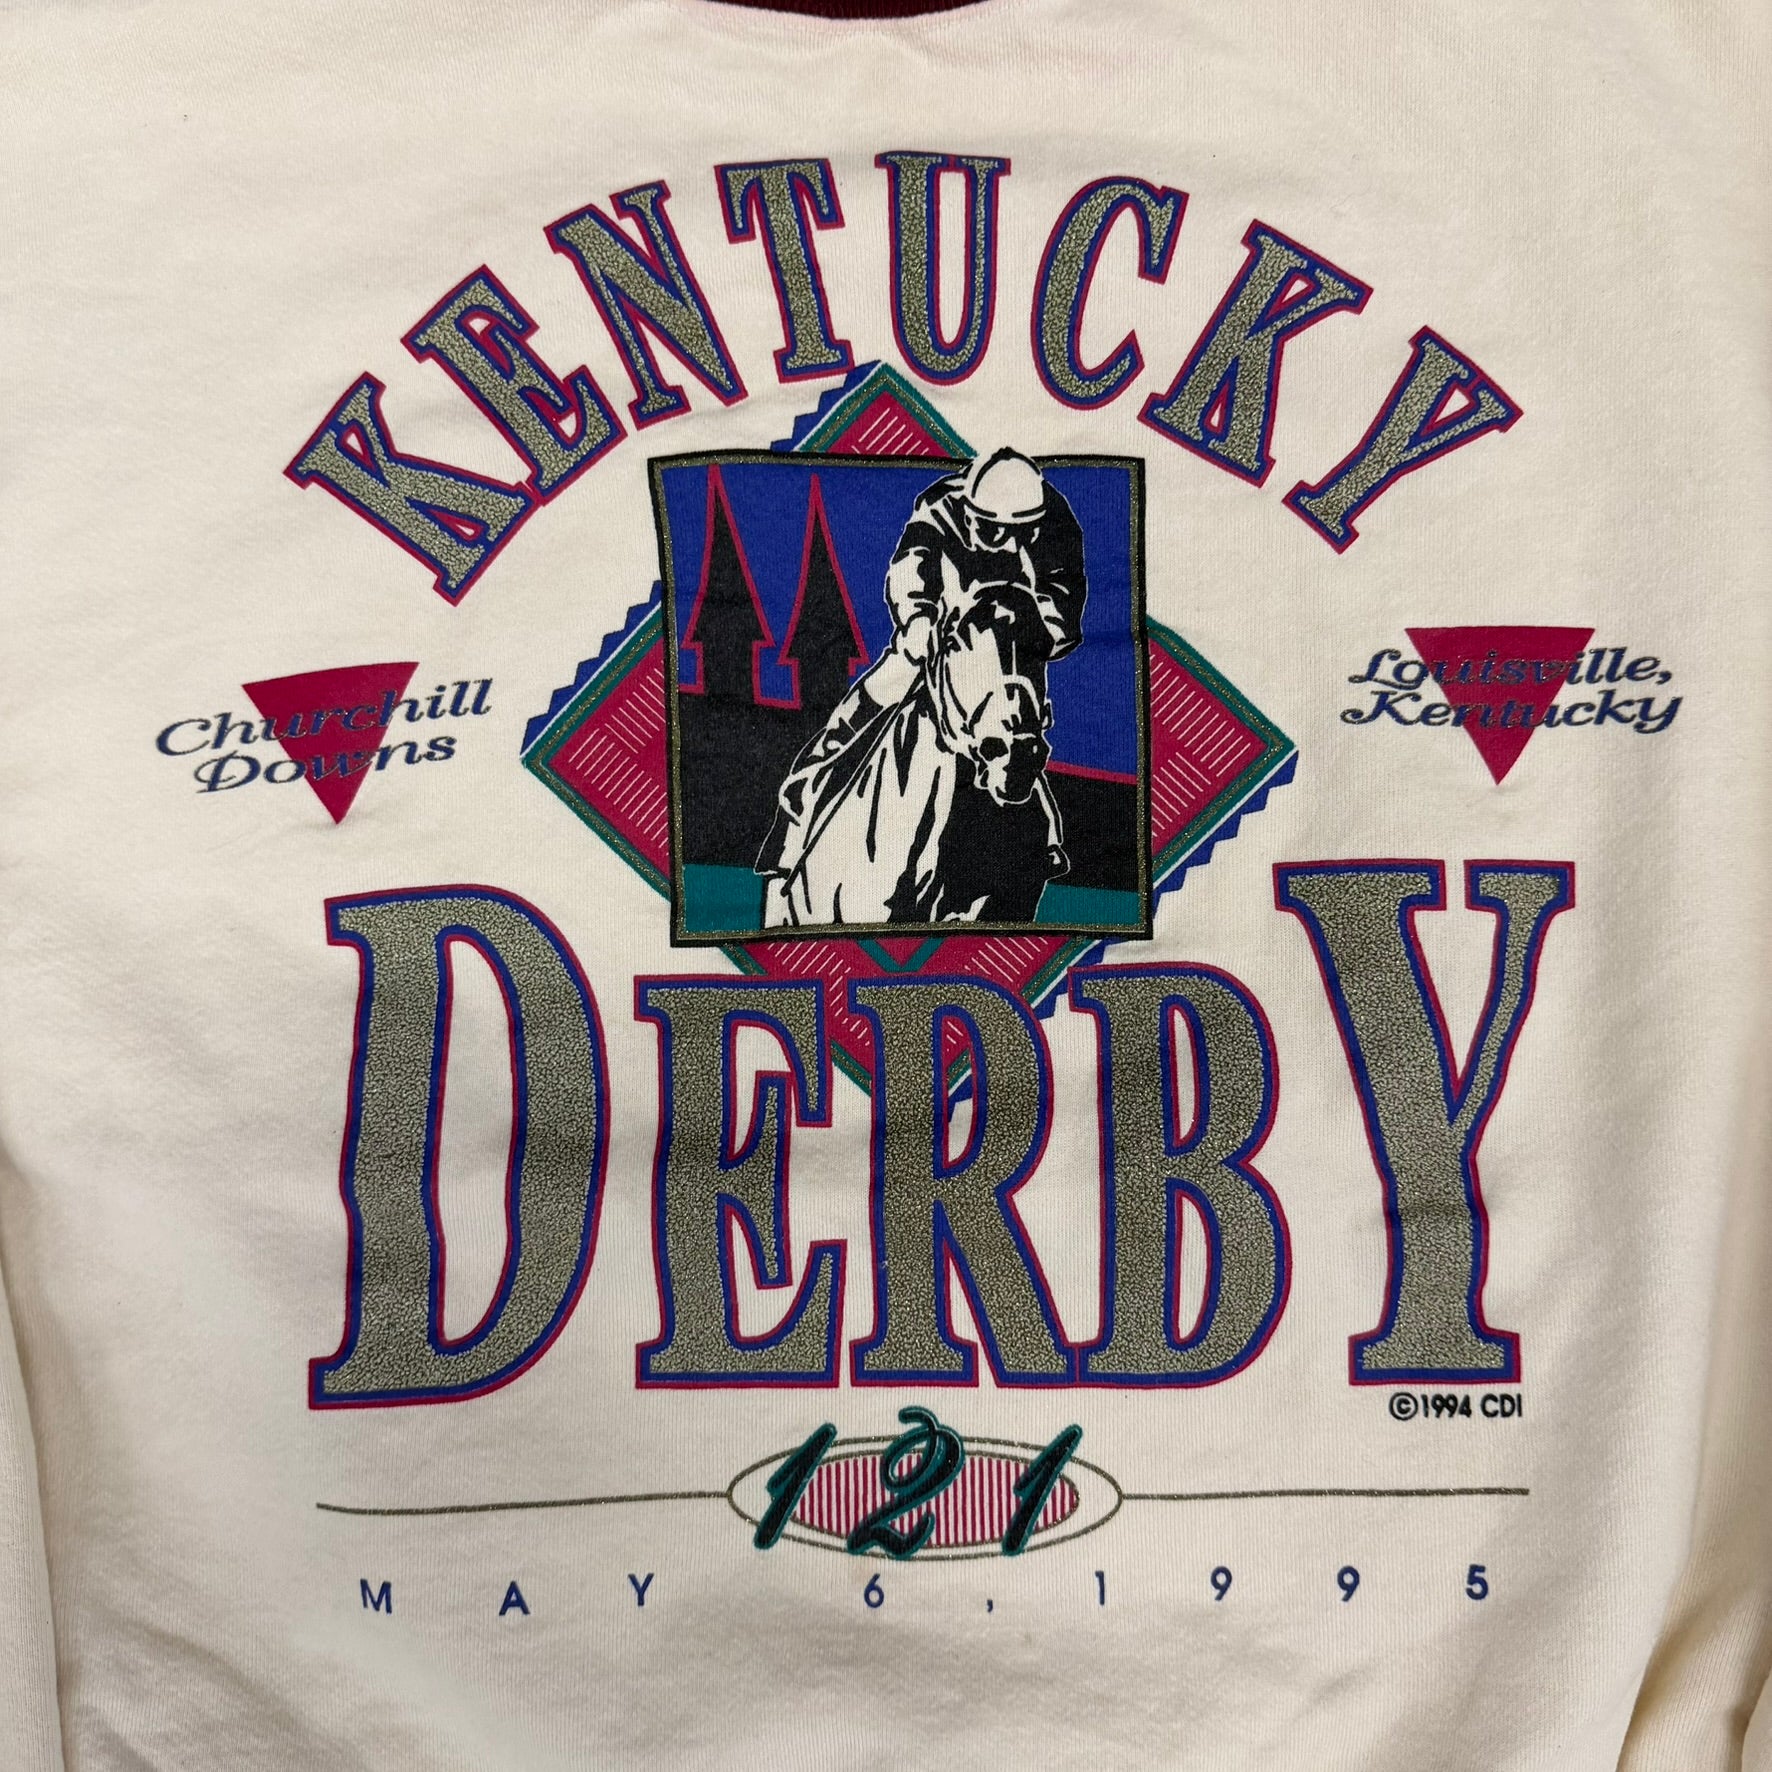 KENTUCKY
Churchill
Downs
Louisville,
Kentucky
DERBY
©1994 CDI
121
MAY 6, 1995